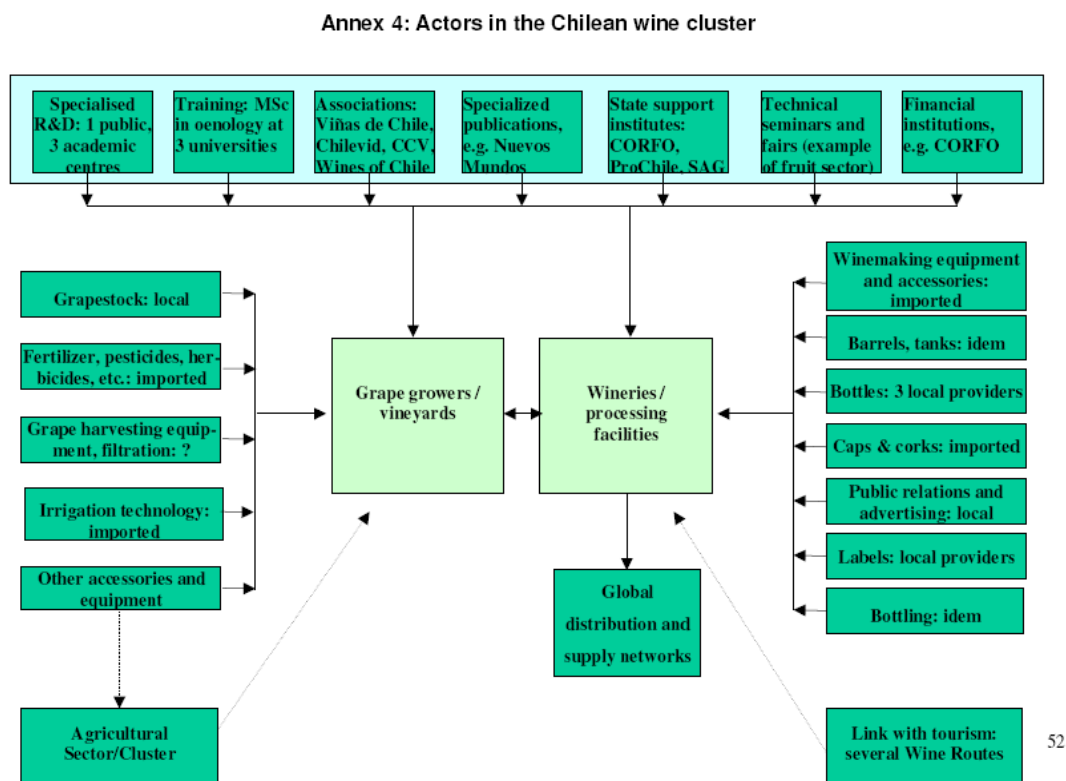 Annex 4: Actors in the Chilean wine cluster
Specialised
R&D: 1 public,
3 academic
centres
Training: MSc
in oenology at
3 universities
Associations:
Viñas de Chile,
Chilevid, CCV,
Wines of Chile
Specialized
publications,
e.g. Nuevos
Mundos
State support
institutes:
CORFO,
ProChile, SAG
Technical
seminars and
fairs (example
of fruit sector)
Financial
institutions,
e.g. CORFO
Grapestock: local
Fertilizer, pesticides, her-
bicides, etc.: imported
Grape harvesting equip-
ment, filtration: ?
Irrigation technology:
imported
Other accessories and
equipment
Agricultural
Sector/Cluster
Grape growers /
vineyards
Wineries /
processing
facilities
Global
distribution and
supply networks
Winemaking equipment
and accessories:
imported
Barrels, tanks: idem
Bottles: 3 local providers
Caps & corks: imported
Public relations and
advertising: local
Labels: local providers
Bottling: idem
Link with tourism:
several Wine Routes
52